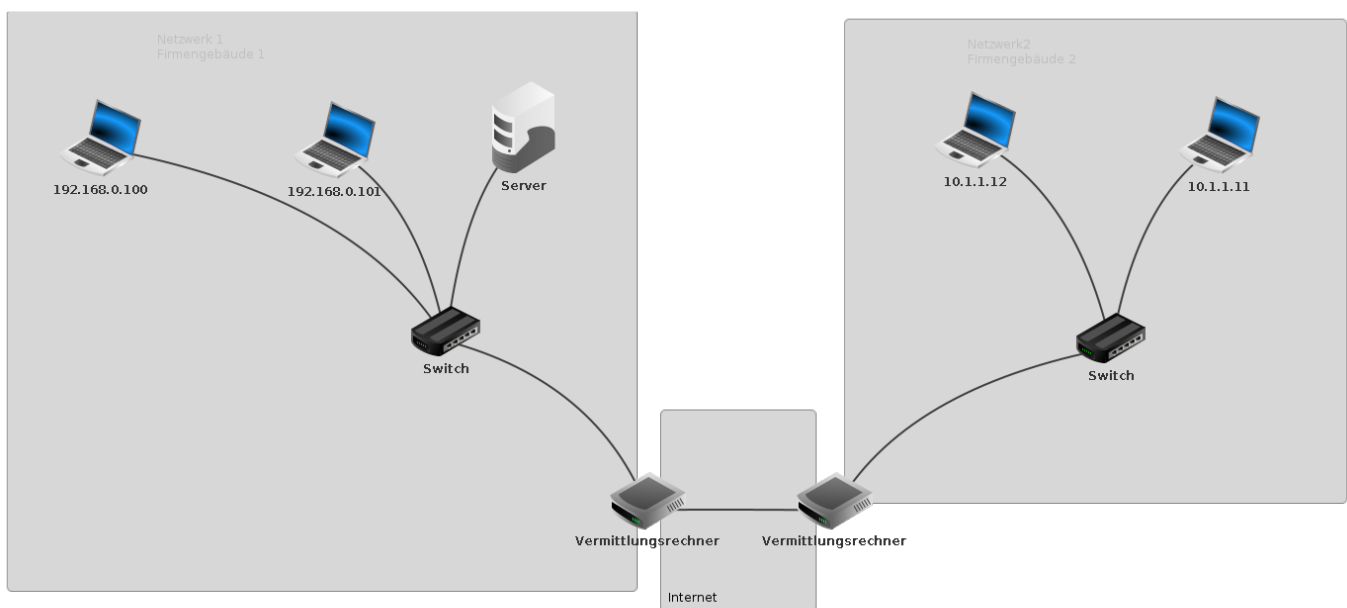 Netzwerk 1
Firmengebäude 1
Netzwerk2
Firmengebäude 2
192.168.0.100
192.168.0.101
Server
10.1.1.12
10.1.1.11
Switch
Switch
Vermittlungsrechner
Vermittlungsrechner
Internet